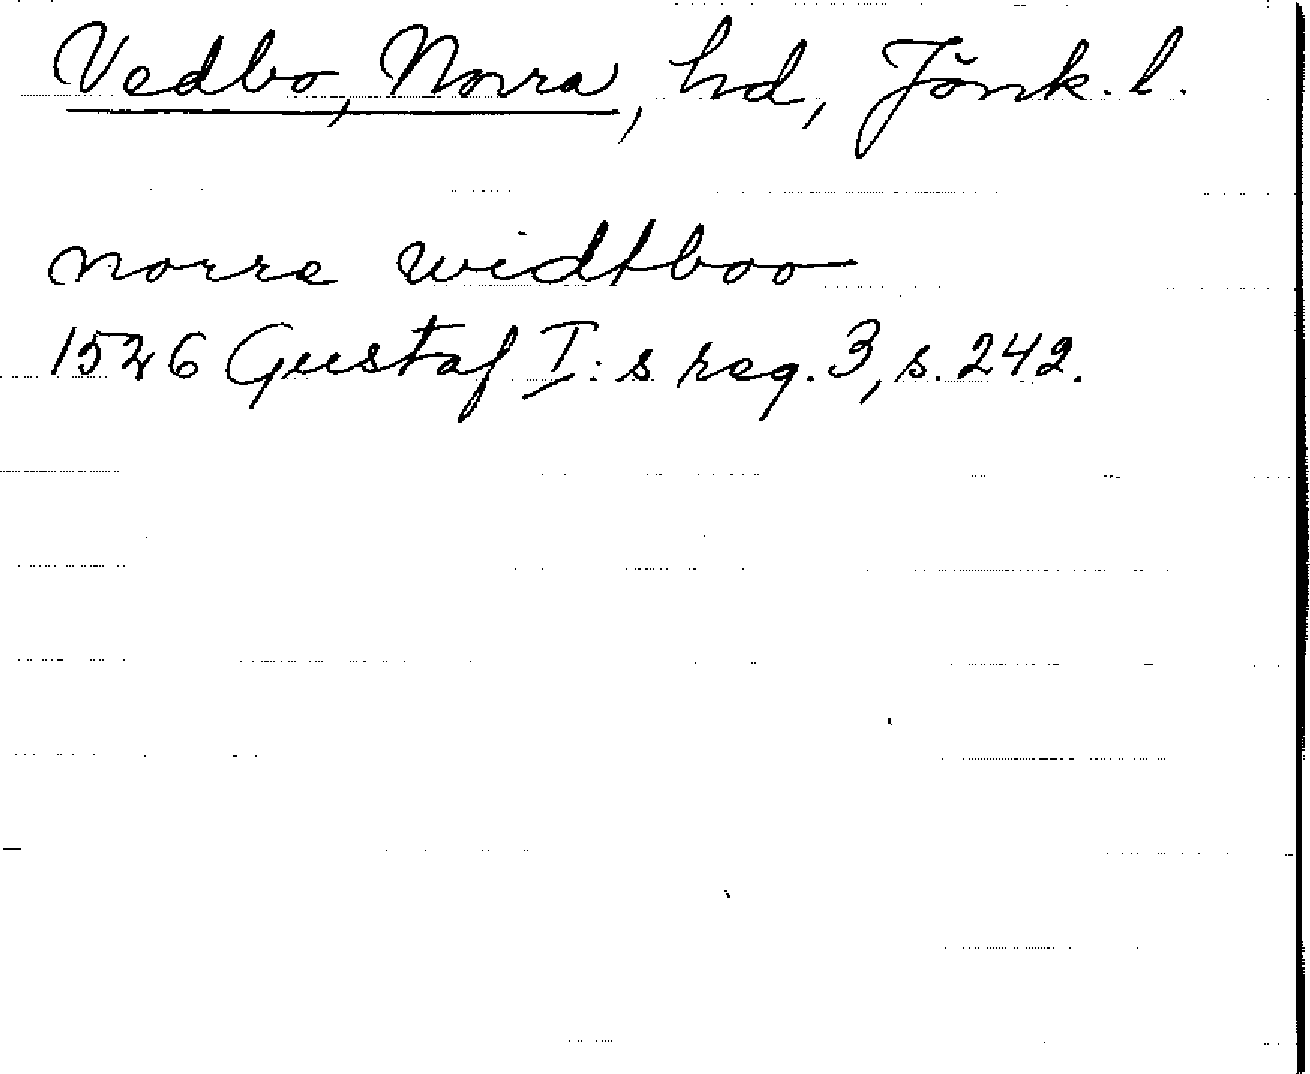 Vedbo, Norra, hd, Jönk. l.
norre widtboo
1526 Gustaf I: s reg. 3, s. 242.